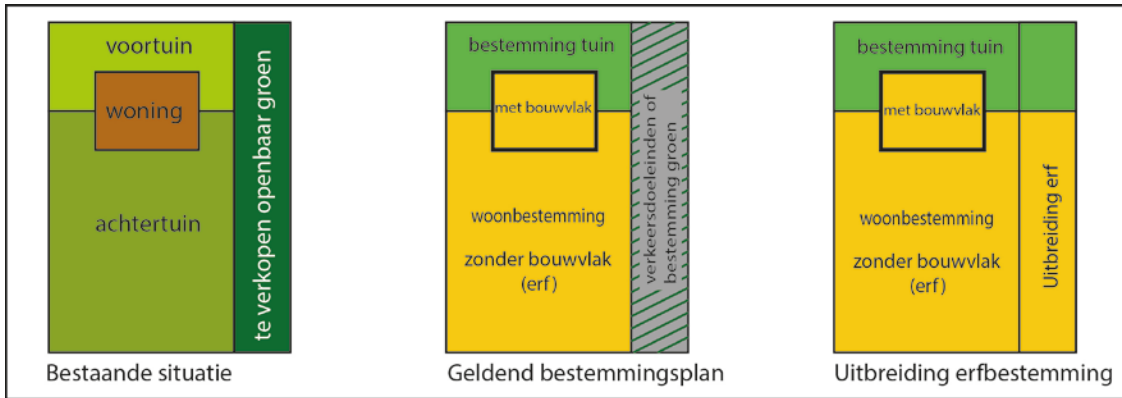 voortuin
woning
achtertuin
te verkopen openbaar groen
Bestaande situatie
bestemming tuin
met bouwvlak
woonbestemming
zonder bouwvlak
(erf)
verkeersdoeleinden of
bestemming groen
Geldend bestemmingsplan
bestemming tuin
met bouwvlak
woonbestemming
zonder bouwvlak
(erf)
Uitbreiding erf
Uitbreiding erfbestemming